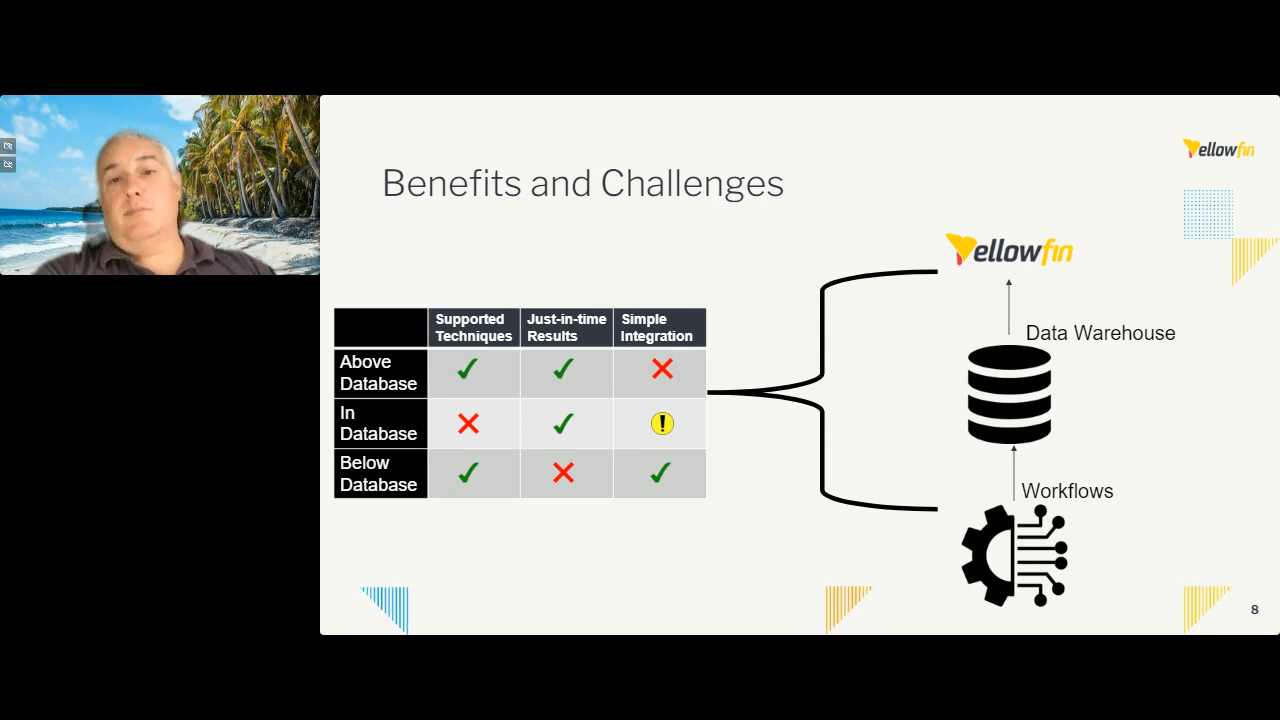 Benefits and Challenges
Yellowfin
Yellowfin
Supported
Techniques
Just-in-time
Results
Simple
Integration
Above
Database
In
Database
Below
Database
Data Warehouse
Workflows
8